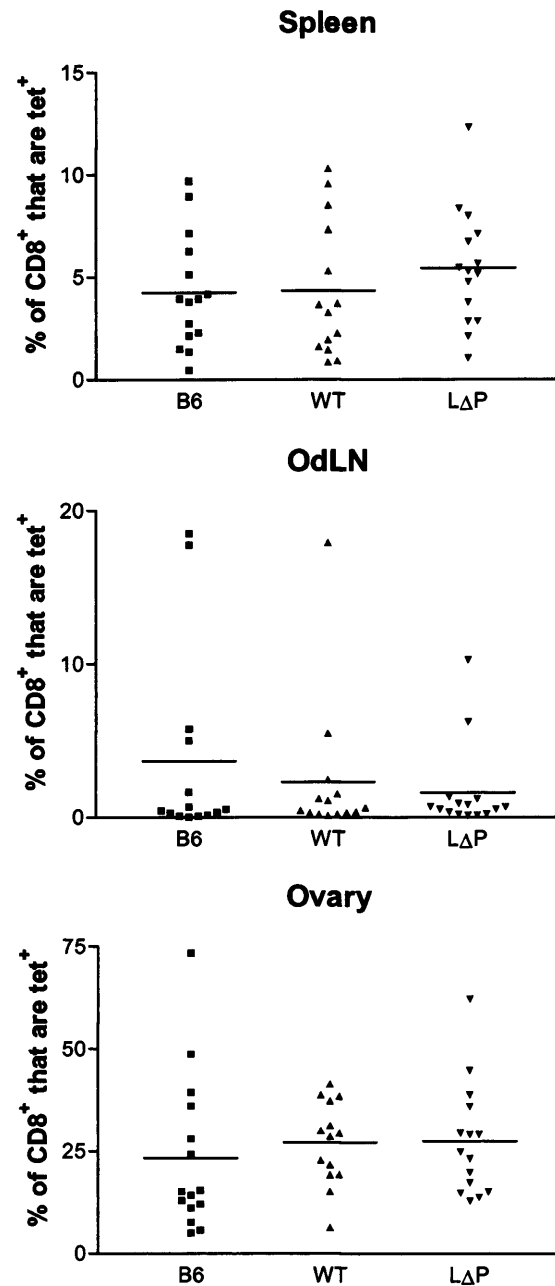 Spleen
% of CD8+ that are tet+
15
10
5
0
B6 WT LΔP
OdLN
% of CD8+ that are tet+
20
10
0
B6 WT LΔP
Ovary
% of CD8+ that are tet+
75
50
25
0
B6 WT LΔP